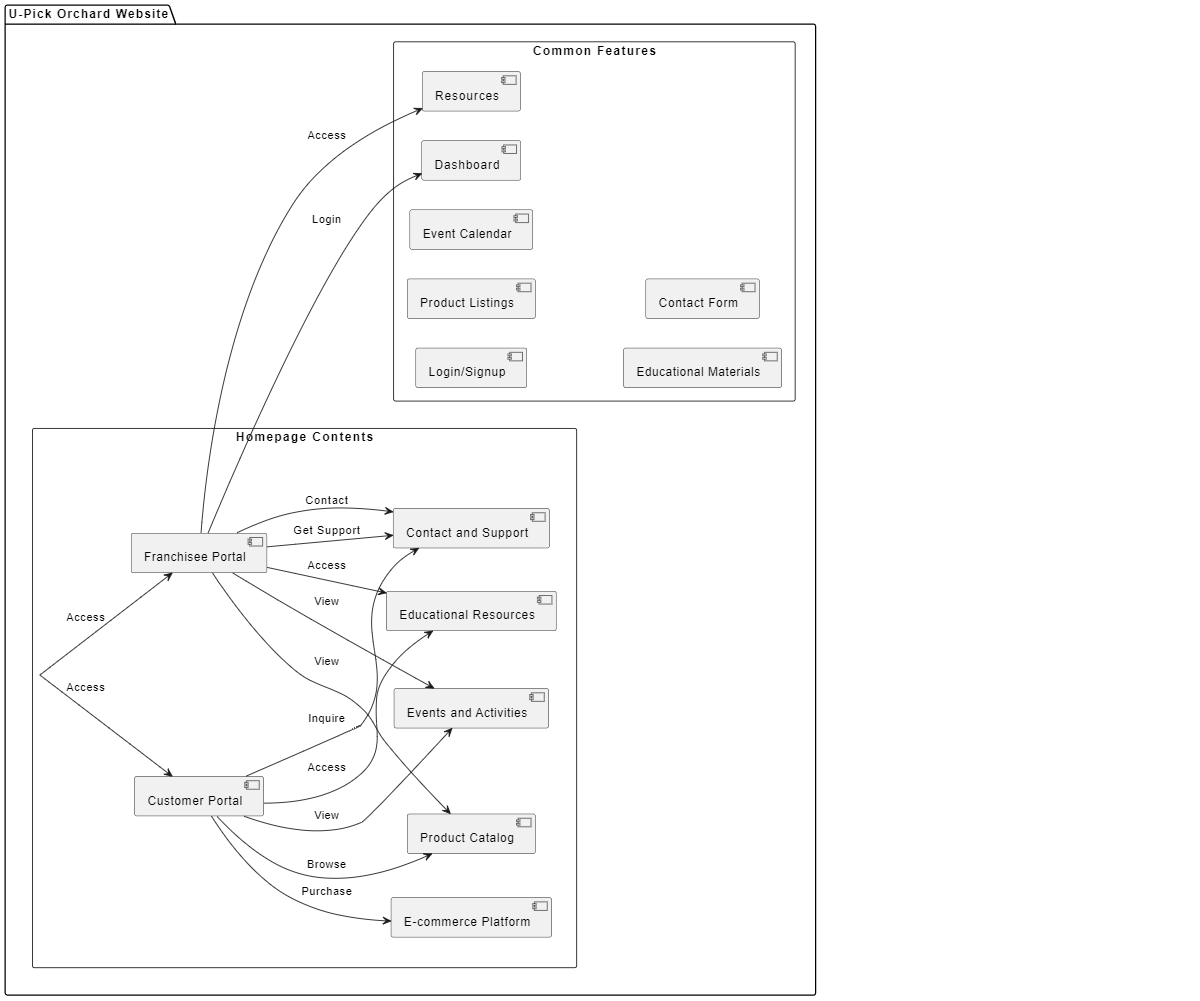 U-Pick Orchard Website
Common Features
Resources
Access
Dashboard
Login
Event Calendar
Product Listings
Contact Form
Login/Signup
Educational Materials
Homepage Contents
Contact
Get Support
Contact and Support
Franchisee Portal
Access
View
Educational Resources
Access
View
Access
Inquire
Events and Activities
Access
Customer Portal
View
Product Catalog
Browse
Purchase
E-commerce Platform